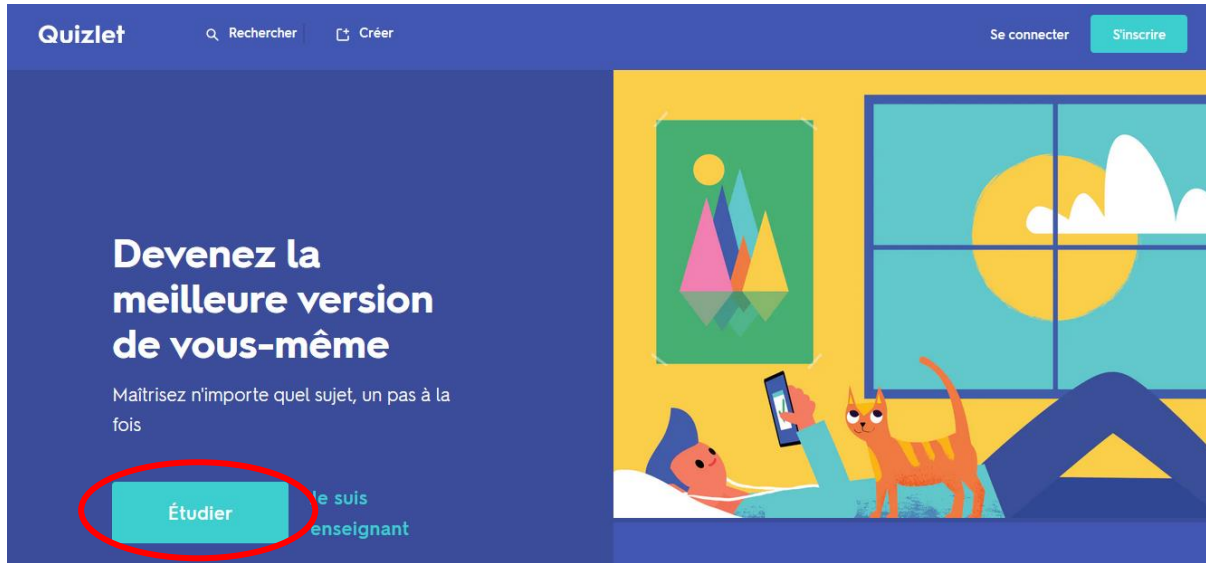 Quizlet
Rechercher
Créer
Se connecter
S'inscrire
Devenez la
meilleure version
de vous-même
Maîtrisez n'importe quel sujet, un pas à la
fois
Étudier
Je suis
enseignant